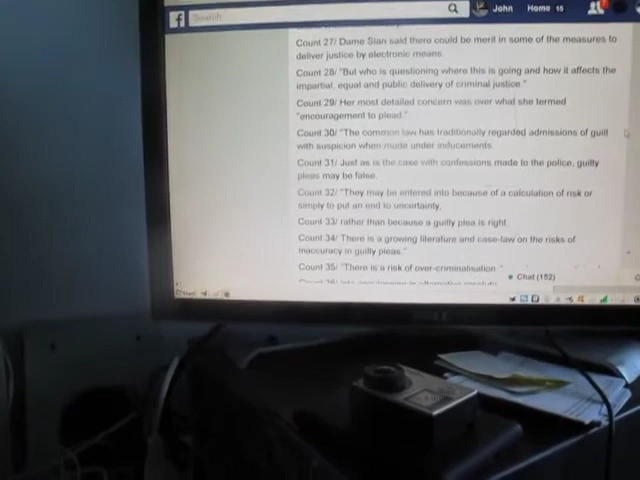 f Search John Home 15
Count 27/ Dame Sian said there could be merit in some of the measures to
deliver justice by electronic means.
Count 28/ "But who is questioning where this is going and how it affects the
impartial, equal and public delivery of criminal justice."
Count 29/ Her most detailed concern was over what she termed
"encouragement to plead."
Count 30/ "The common law has traditionally regarded admissions of guilt
with suspicion when made under inducements.
Count 31/ Just as is the case with confessions made to the police, guilty
pleas may be false.
Count 32/ "They may be entered into because of a calculation of risk or
simply to put an end to uncertainty,
Count 33/ rather than because a guilty plea is right.
Count 34/ There is a growing literature and case-law on the risks of
inaccuracy in guilty pleas."
Count 35/ "There is a risk of over-criminalisation."
Chat (152)